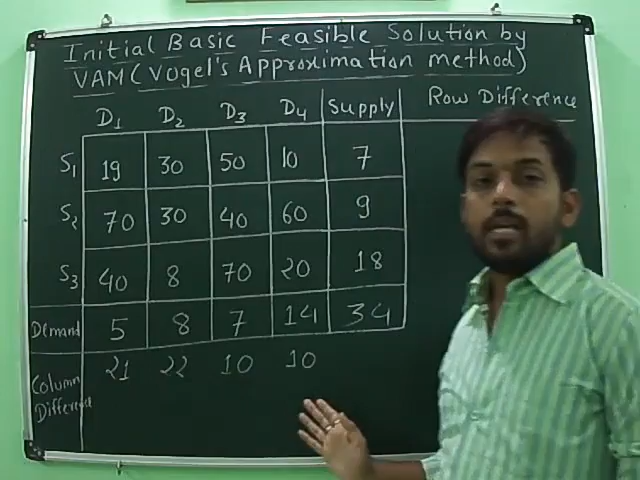 Initial Basic Feasible Solution by
VAM (Vogel's Approximation method)
D1 D2 D3 D4 Supply Row Difference
S1 19 30 50 10 7
S2 70 30 40 60 9
S3 40 8 70 20 18
Demand 5 8 7 14 34
Column Difference 21 22 10 10